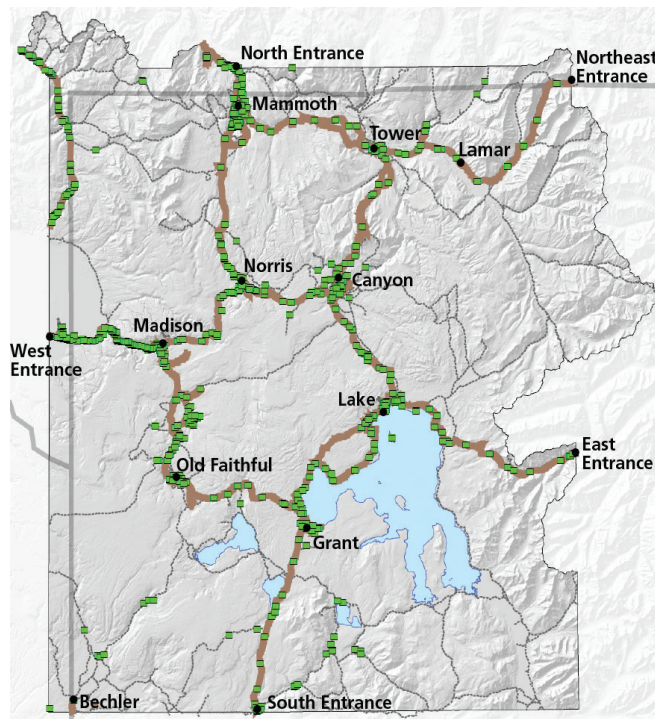 North Entrance
Northeast
Entrance
Mammoth
Tower
Lamar
Norris
Canyon
Madison
West
Entrance
Lake
Old Faithful
East
Entrance
Grant
Bechler
South Entrance